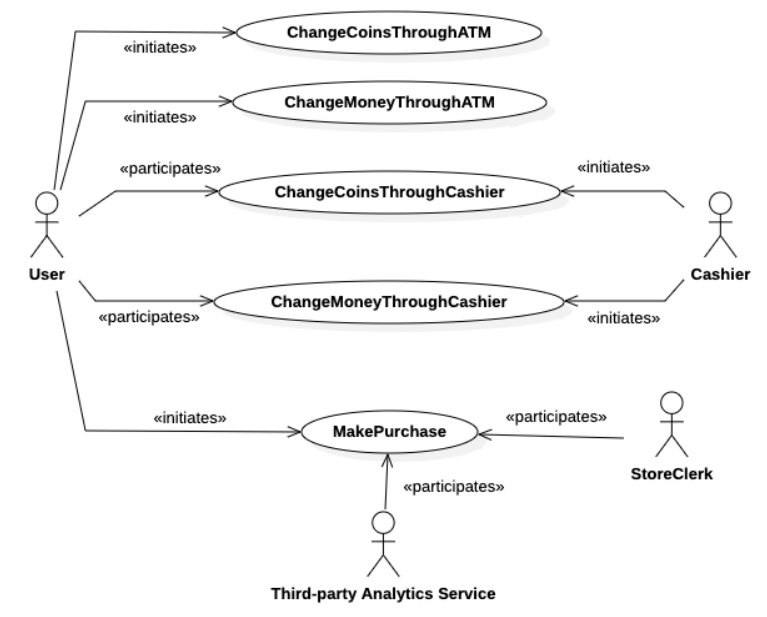 ChangeCoinsThroughATM
«initiates»
ChangeMoneyThroughATM
«initiates»
«participates»
«initiates»
ChangeCoinsThroughCashier
User
Cashier
ChangeMoneyThroughCashier
«participates»
«initiates»
«initiates»
«participates»
MakePurchase
StoreClerk
«participates»
Third-party Analytics Service